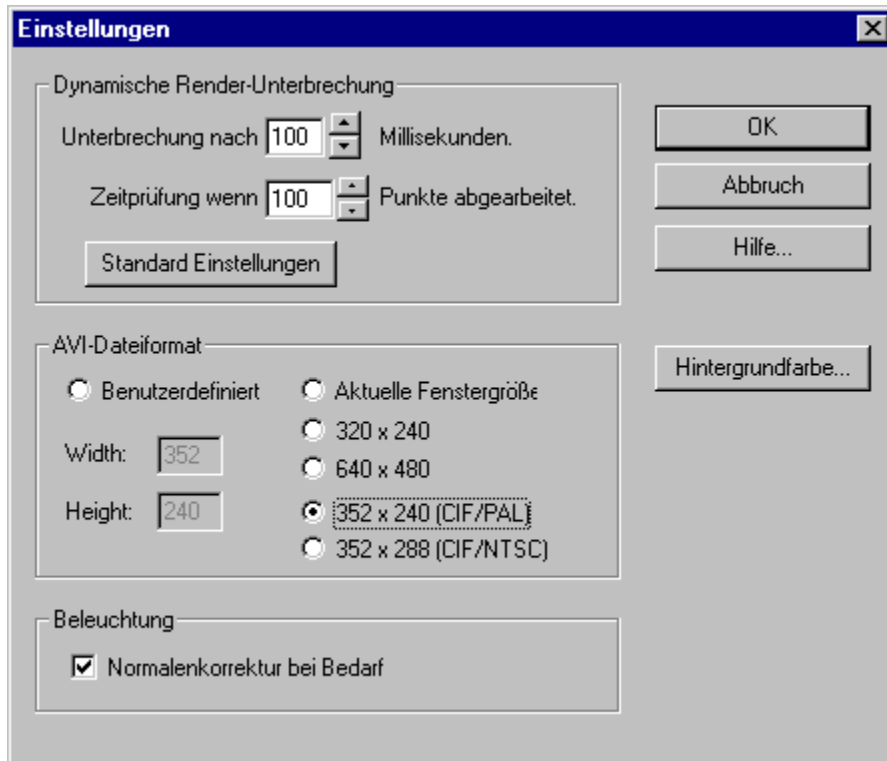 Einstellungen
Dynamische Render-Unterbrechung
Unterbrechung nach 100 Millisekunden.
Zeitprüfung wenn 100 Punkte abgearbeitet.
Standard Einstellungen
OK
Abbruch
Hilfe...
AVI-Dateiformat
Benutzerdefiniert
Width: 352
Height: 240
Aktuelle Fenstergröße
320 x 240
640 x 480
352 x 240 (CIF/PAL)
352 x 288 (CIF/NTSC)
Hintergrundfarbe...
Beleuchtung
Normalenkorrektur bei Bedarf